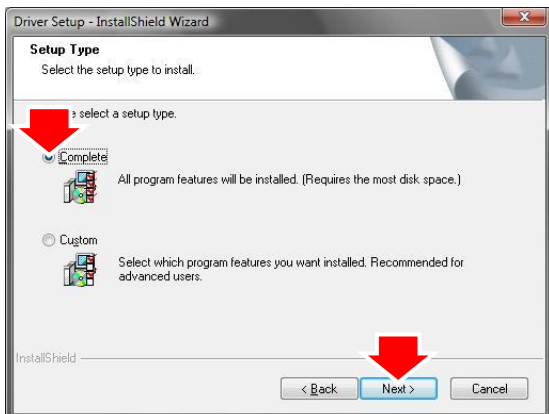 Driver Setup - InstallShield Wizard
Setup Type
Select the setup type to install.
select a setup type.
Complete
All program features will be installed. (Requires the most disk space.)
Custom
Select which program features you want installed. Recommended for
advanced users.
InstallShield
< Back
Next >
Cancel